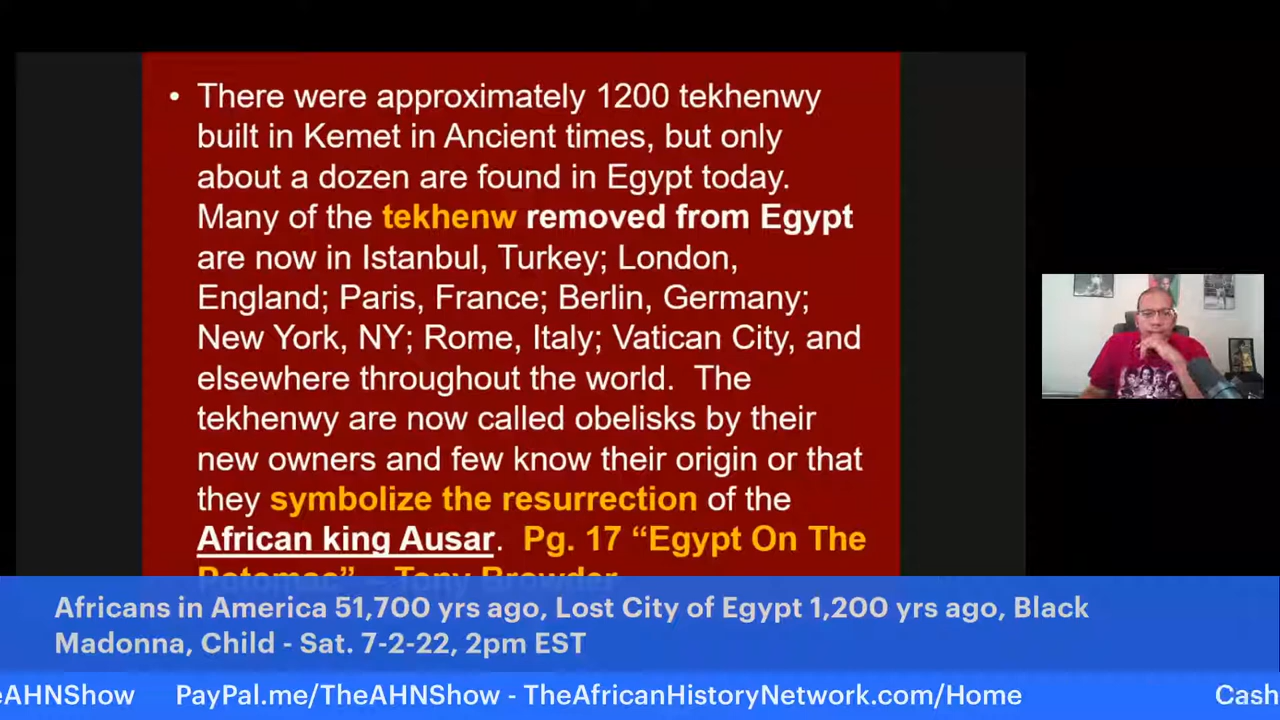 • There were approximately 1200 tekhenwy
built in Kemet in Ancient times, but only
about a dozen are found in Egypt today.
Many of the tekhenw removed from Egypt
are now in Istanbul, Turkey; London,
England; Paris, France; Berlin, Germany;
New York, NY; Rome, Italy; Vatican City, and
elsewhere throughout the world. The
tekhenwy are now called obelisks by their
new owners and few know their origin or that
they symbolize the resurrection of the
African king Ausar. Pg. 17 “Egypt On The
Potomac” – Tony Browder
Africans in America 51,700 yrs ago, Lost City of Egypt 1,200 yrs ago, Black
Madonna, Child - Sat. 7-2-22, 2pm EST
eAHNShow PayPal.me/TheAHNShow - TheAfricanHistoryNetwork.com/Home Cash